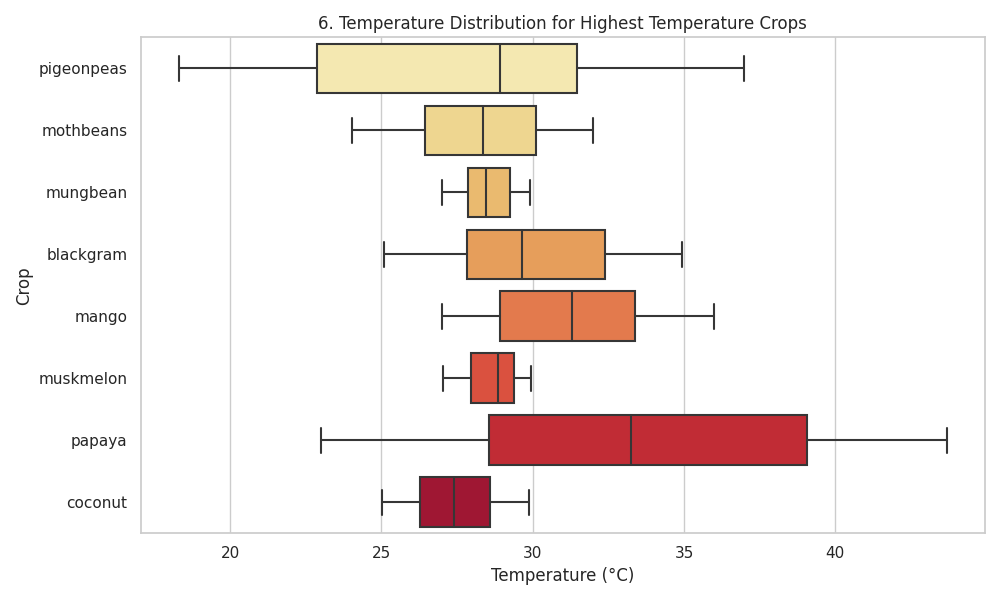 6. Temperature Distribution for Highest Temperature Crops
Crop
pigeonpeas
mothbeans
mungbean
blackgram
mango
muskmelon
papaya
coconut
20 25 30 35 40
Temperature (°C)